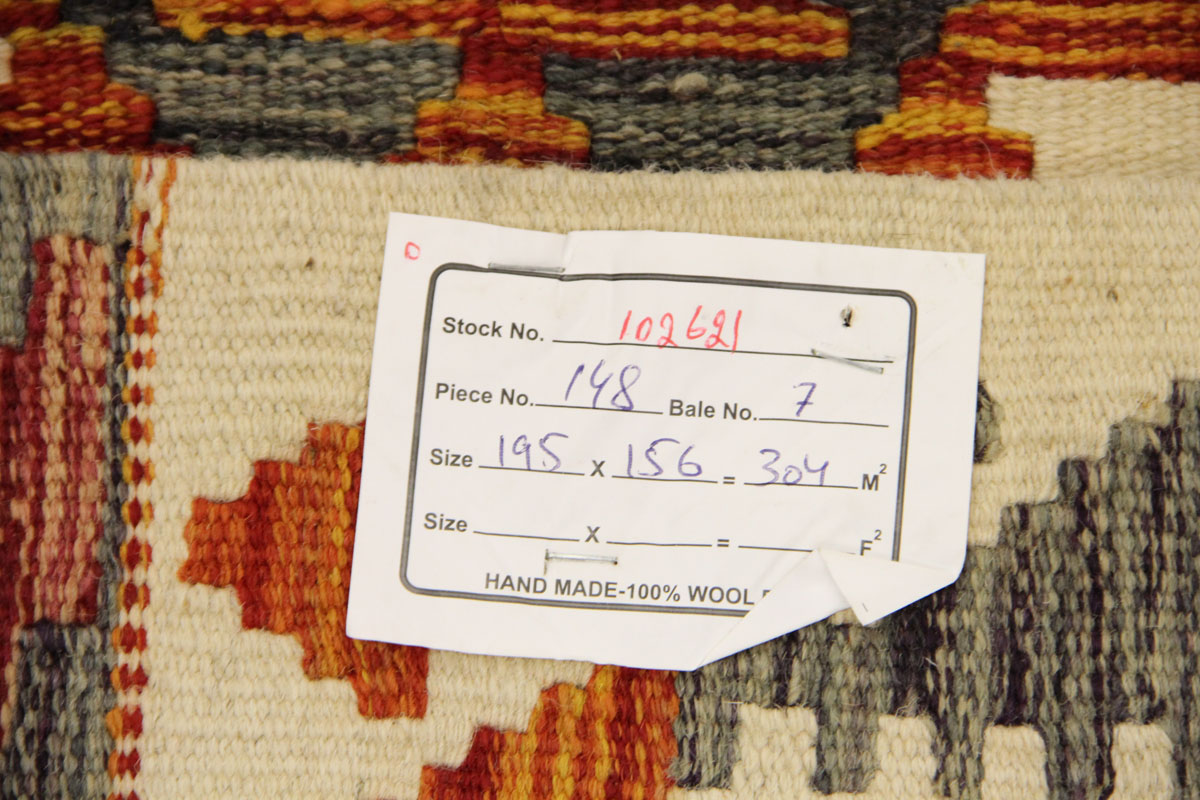 Stock No. 102621
Piece No. 148 Bale No. 7
Size 195 X 156 = 304 M²
Size X = F²
HAND MADE-100% WOOL